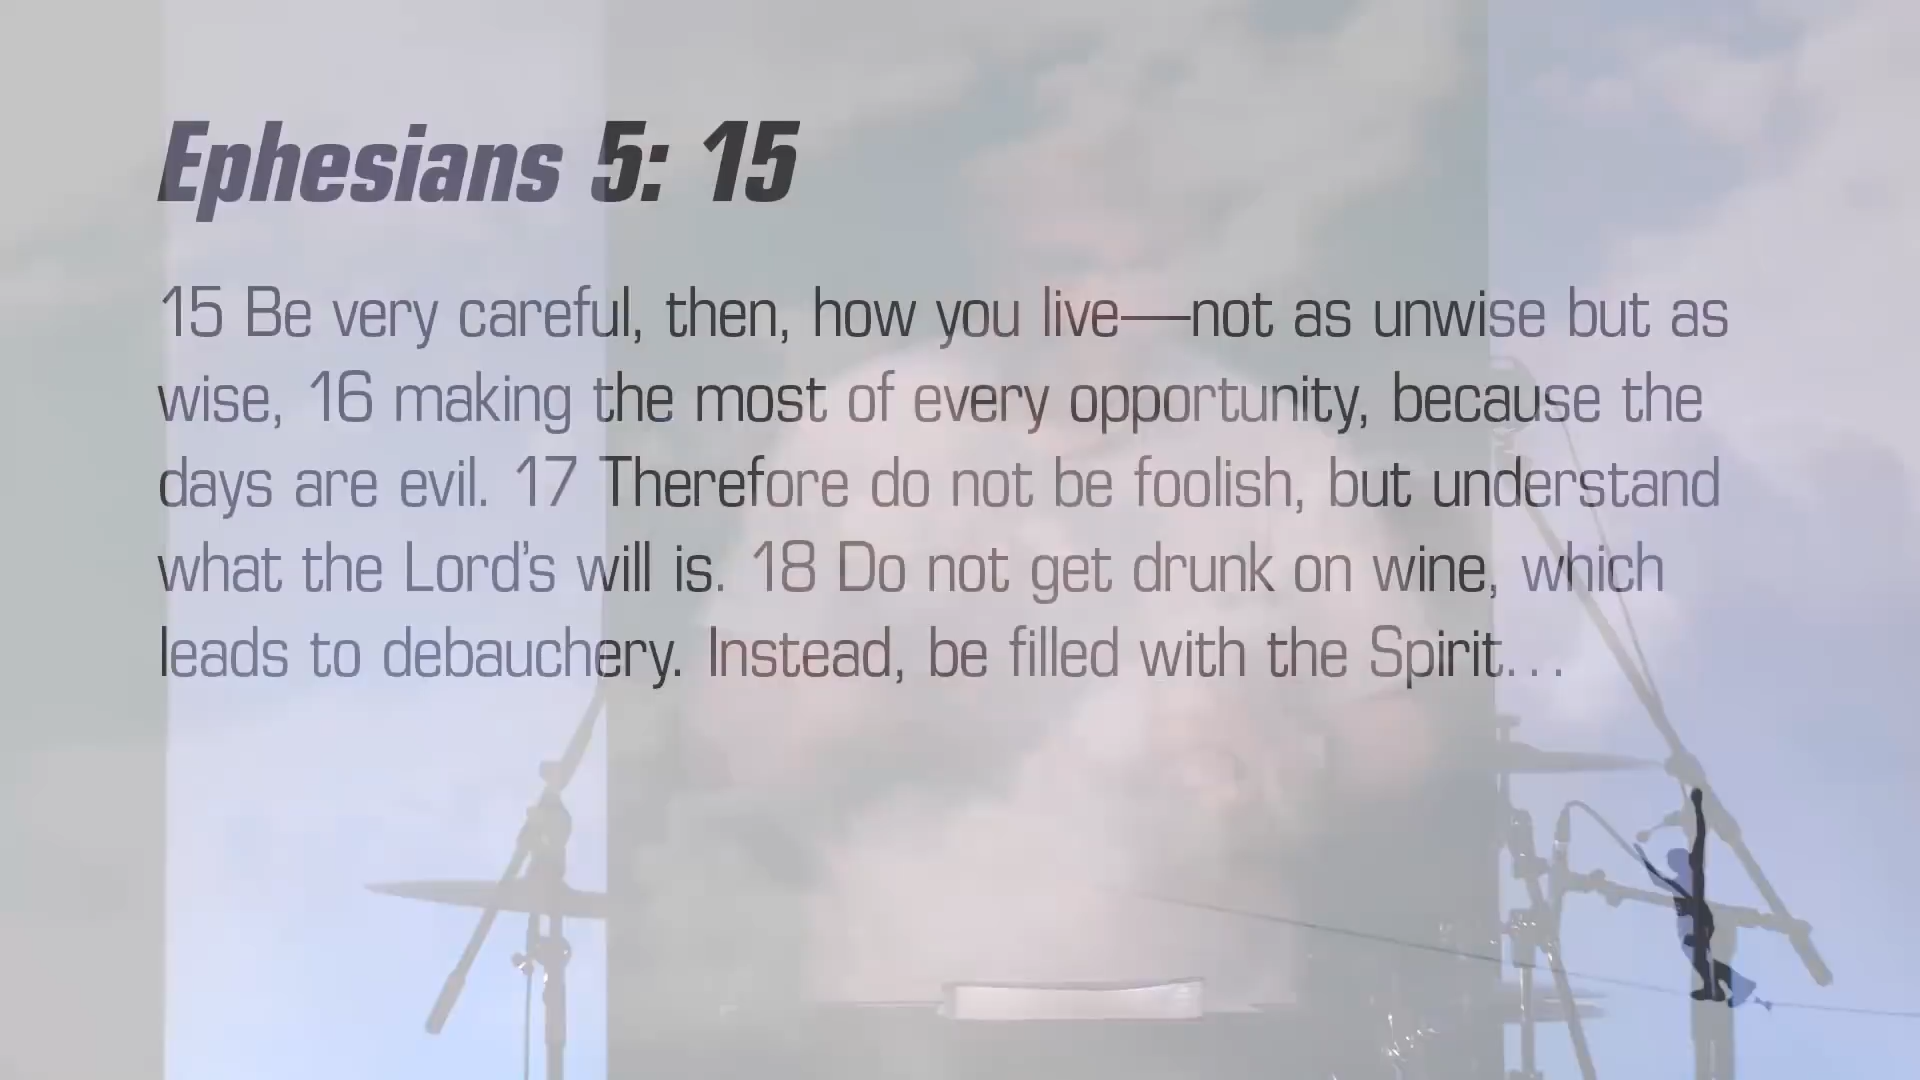 Ephesians 5: 15
15 Be very careful, then, how you live—not as unwise but as
wise, 16 making the most of every opportunity, because the
days are evil. 17 Therefore do not be foolish, but understand
what the Lord’s will is. 18 Do not get drunk on wine, which
leads to debauchery. Instead, be filled with the Spirit. . .